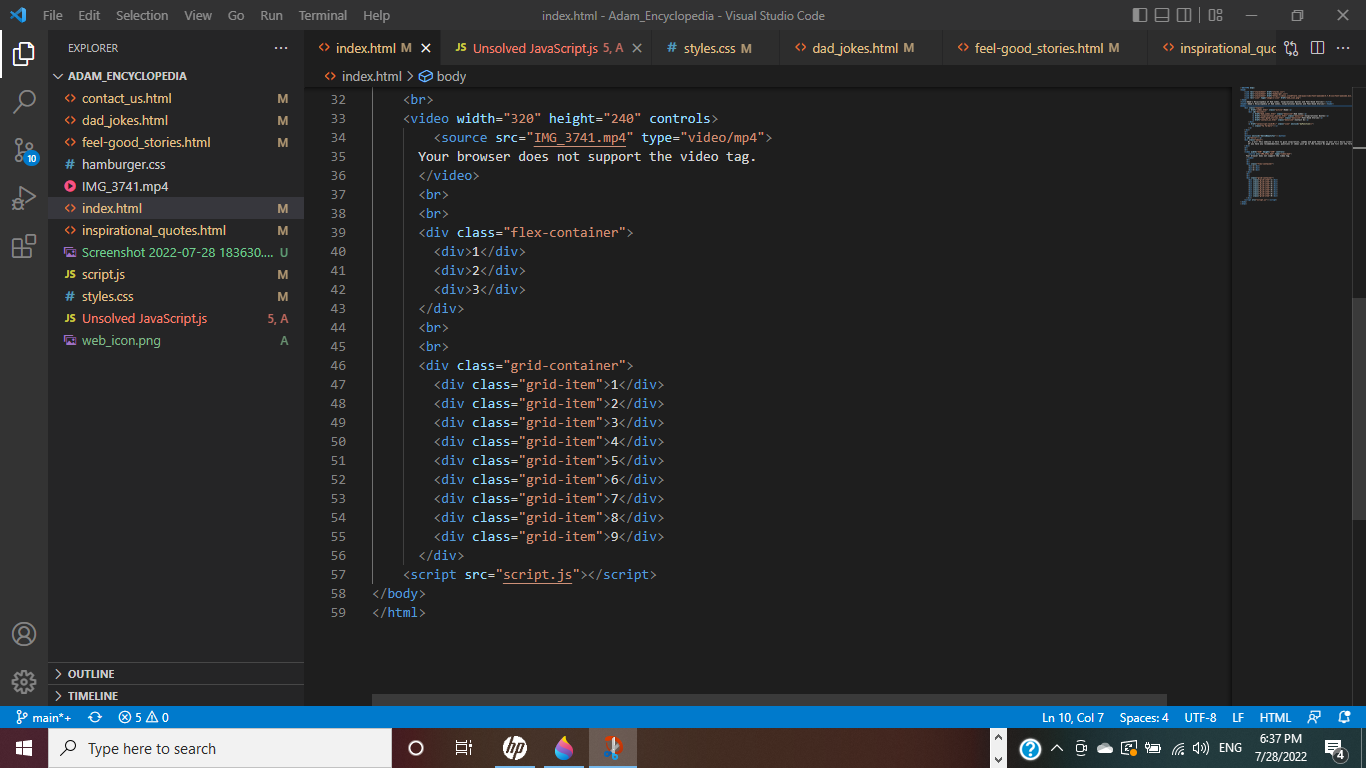 File Edit Selection View Go Run Terminal Help
index.html - Adam_Encyclopedia - Visual Studio Code
EXPLORER
ADAM_ENCYCLOPEDIA
contact_us.html M
dad_jokes.html M
feel-good_stories.html M
hamburger.css
IMG_3741.mp4
index.html M
inspirational_quotes.html M
Screenshot 2022-07-28 183630.... U
JS script.js M
# styles.css M
JS Unsolved JavaScript.js 5, A
web_icon.png A
OUTLINE
TIMELINE
index.html M
JS Unsolved JavaScript.js 5, A
# styles.css M
dad_jokes.html M
feel-good_stories.html M
inspirational_quo
index.html > body
32 <br>
33 <video width="320" height="240" controls>
34 <source src="IMG_3741.mp4" type="video/mp4">
35 Your browser does not support the video tag.
36 </video>
37 <br>
38 <br>
39 <div class="flex-container">
40 <div>1</div>
41 <div>2</div>
42 <div>3</div>
43 </div>
44 <br>
45 <br>
46 <div class="grid-container">
47 <div class="grid-item">1</div>
48 <div class="grid-item">2</div>
49 <div class="grid-item">3</div>
50 <div class="grid-item">4</div>
51 <div class="grid-item">5</div>
52 <div class="grid-item">6</div>
53 <div class="grid-item">7</div>
54 <div class="grid-item">8</div>
55 <div class="grid-item">9</div>
56 </div>
57 <script src="script.js"></script>
58 </body>
59 </html>
10
main*+ 5 0
Ln 10, Col 7 Spaces: 4 UTF-8 LF HTML
Type here to search
hp
ENG
6:37 PM
7/28/2022
4